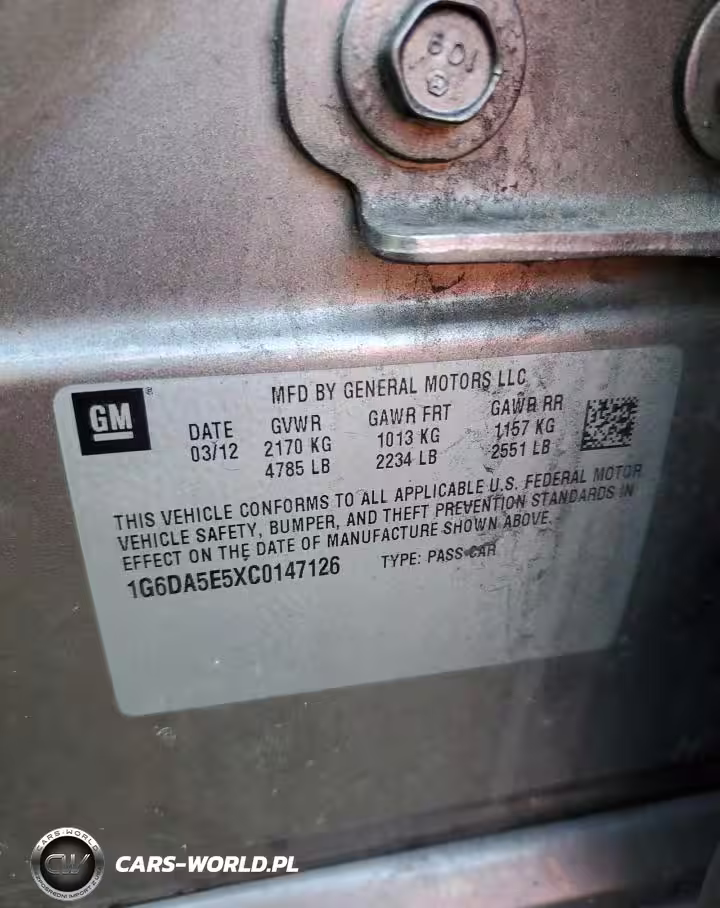 601
GM
MFD BY GENERAL MOTORS LLC
DATE GVWR GAWR FRT GAWR RR
03/12 2170 KG 1013 KG 1157 KG
4785 LB 2234 LB 2551 LB
THIS VEHICLE CONFORMS TO ALL APPLICABLE U.S. FEDERAL MOTOR
VEHICLE SAFETY, BUMPER, AND THEFT PREVENTION STANDARDS IN
EFFECT ON THE DATE OF MANUFACTURE SHOWN ABOVE.
1G6DA5E5XC0147126 TYPE: PASS CAR
CARS-WORLD
CW
CARS-WORLD.PL